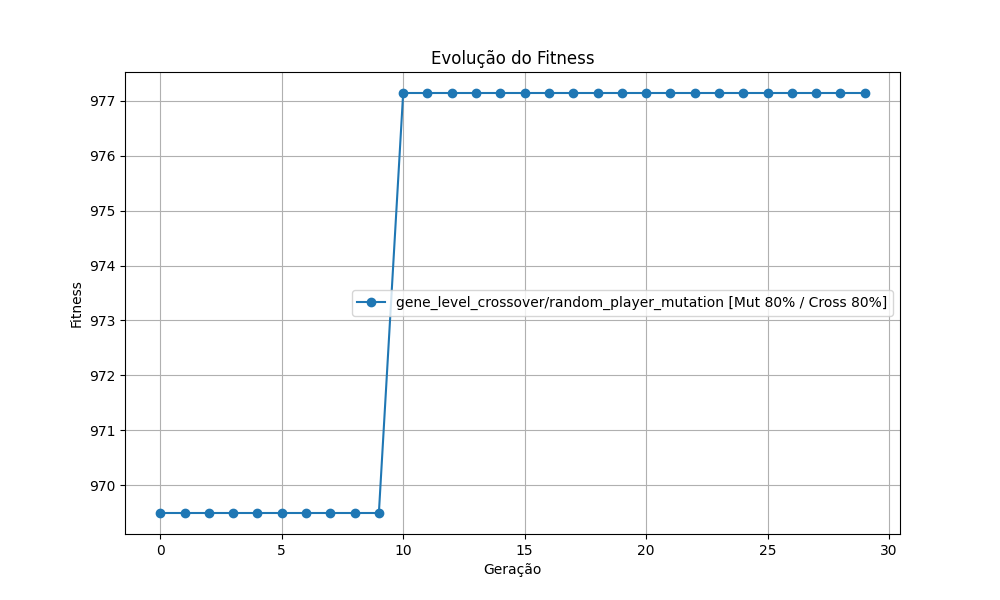 Evolução do Fitness
Fitness
977
976
975
974
973
972
971
970
gene_level_crossover/random_player_mutation [Mut 80% / Cross 80%]
0 5 10 15 20 25 30
Geração